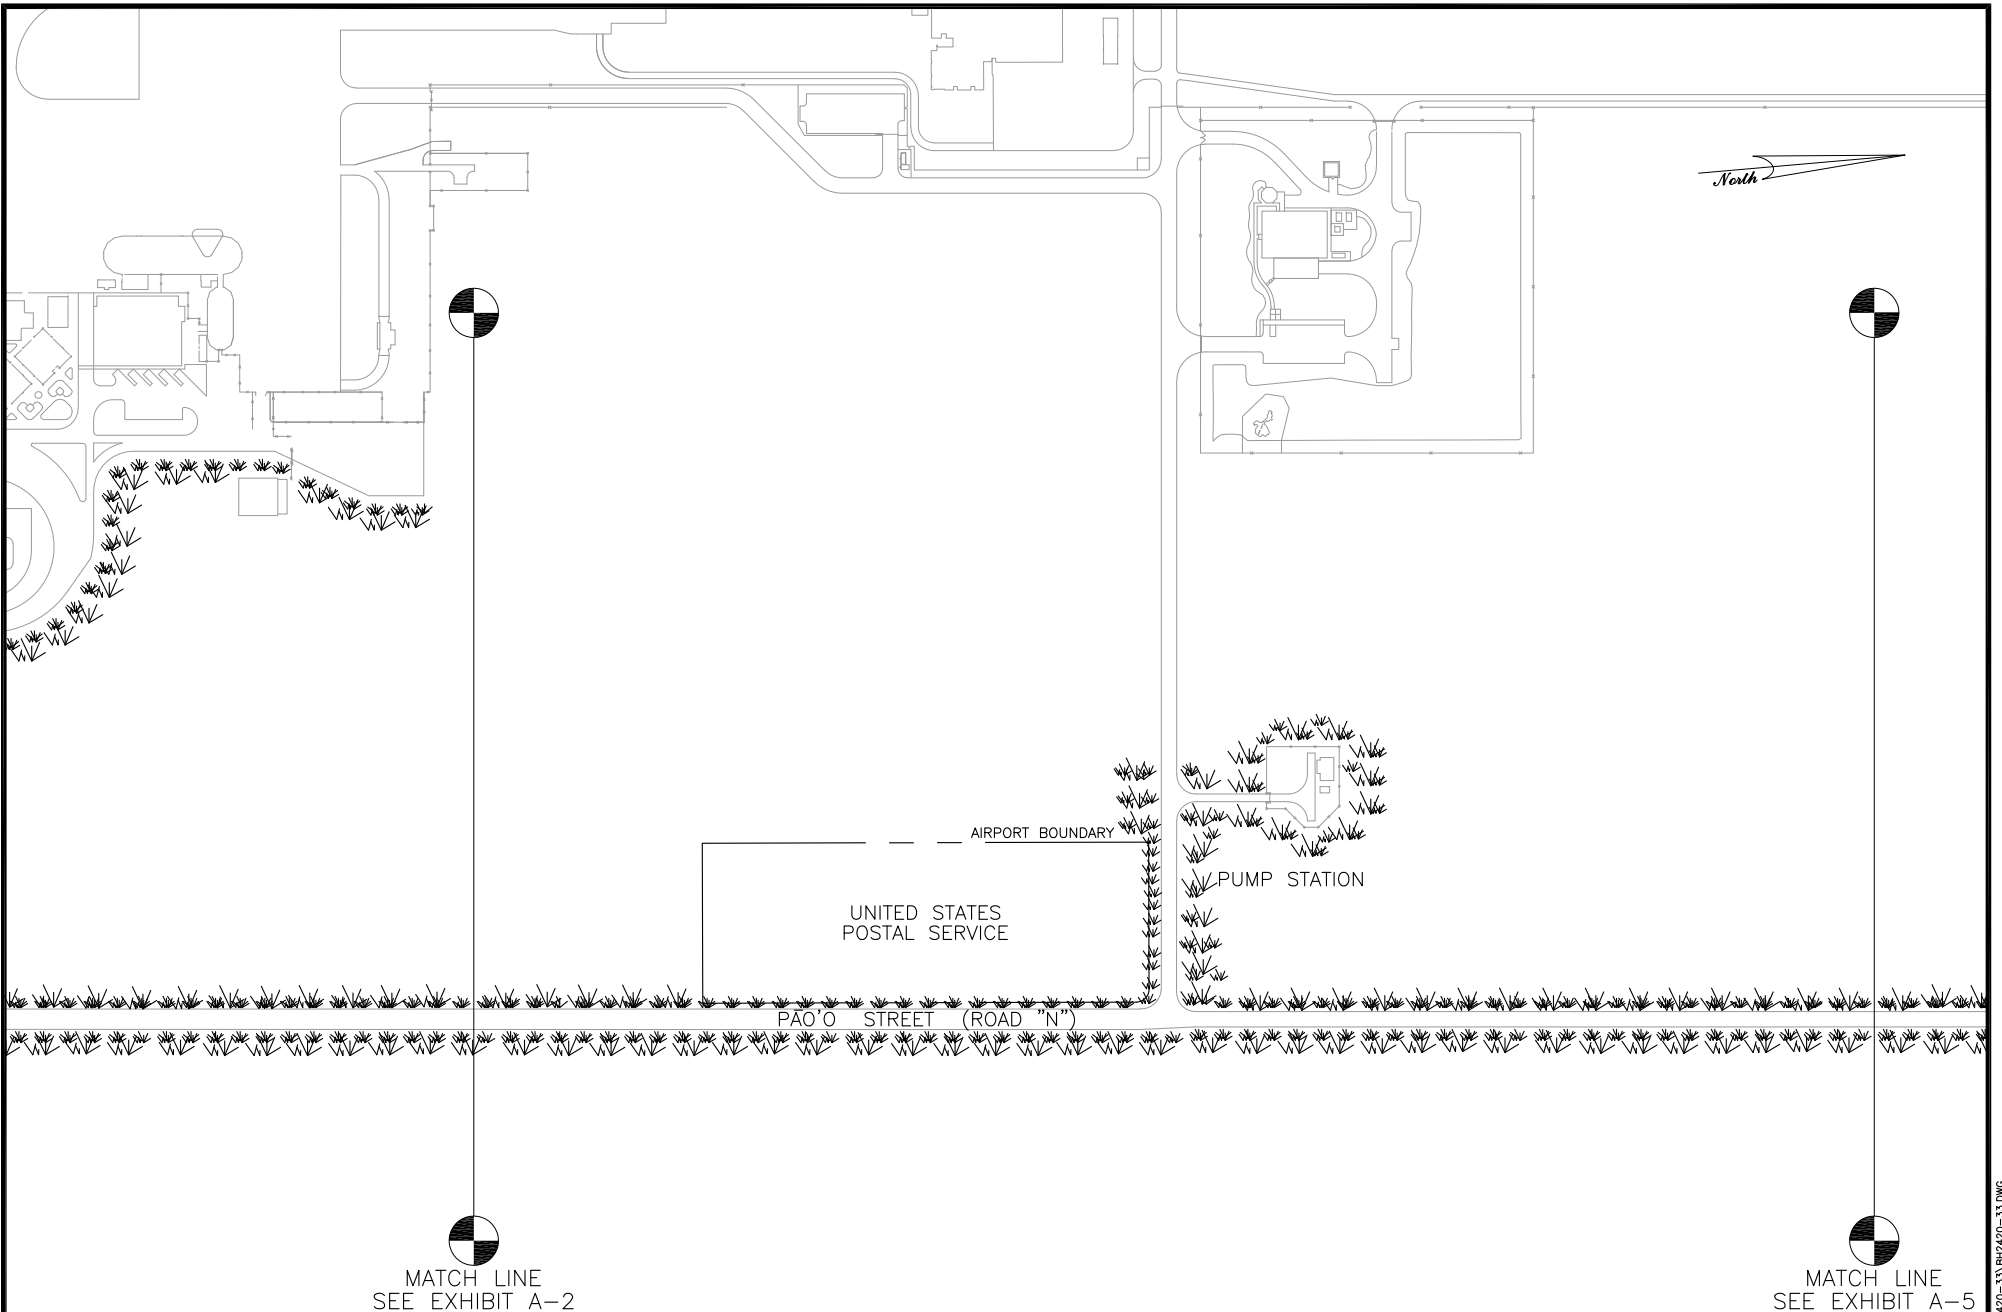 North
AIRPORT BOUNDARY
PUMP STATION
UNITED STATES
POSTAL SERVICE
PĀO'O STREET (ROAD "N")
MATCH LINE
SEE EXHIBIT A-2
MATCH LINE
SEE EXHIBIT A-5